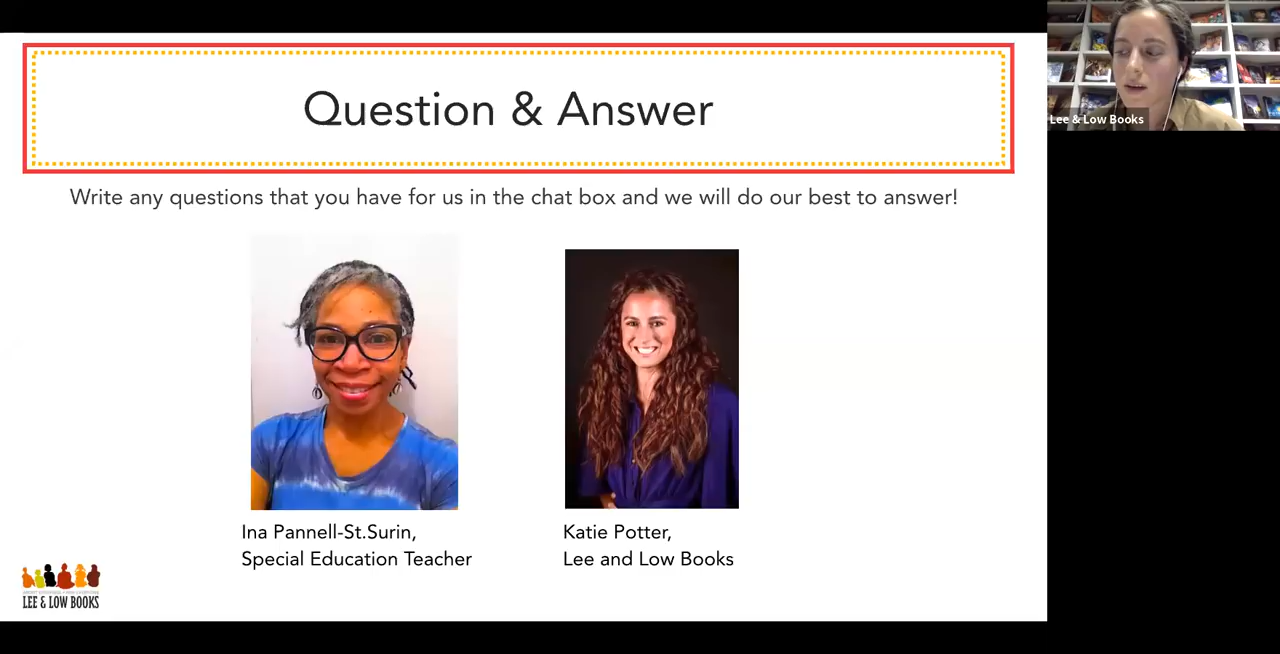 Question & Answer
Lee & Low Books
Write any questions that you have for us in the chat box and we will do our best to answer!
Ina Pannell-St.Surin,
Special Education Teacher
Katie Potter,
Lee and Low Books
LEE & LOW BOOKS